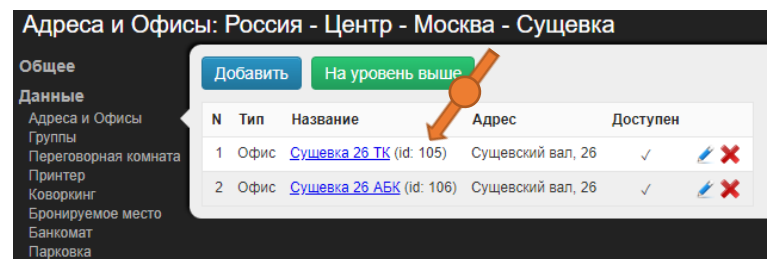 Адреса и Офисы: Россия - Центр - Москва - Сущевка
Общее
Данные
Адреса и Офисы
Группы
Переговорная комната
Принтер
Коворкинг
Бронируемое место
Банкомат
Парковка
Добавить На уровень выше
N Тип Название Адрес Доступен
1 Офис Сущевка 26 ТК (id: 105) Сущевский вал, 26 ✓
2 Офис Сущевка 26 АБК (id: 106) Сущевский вал, 26 ✓